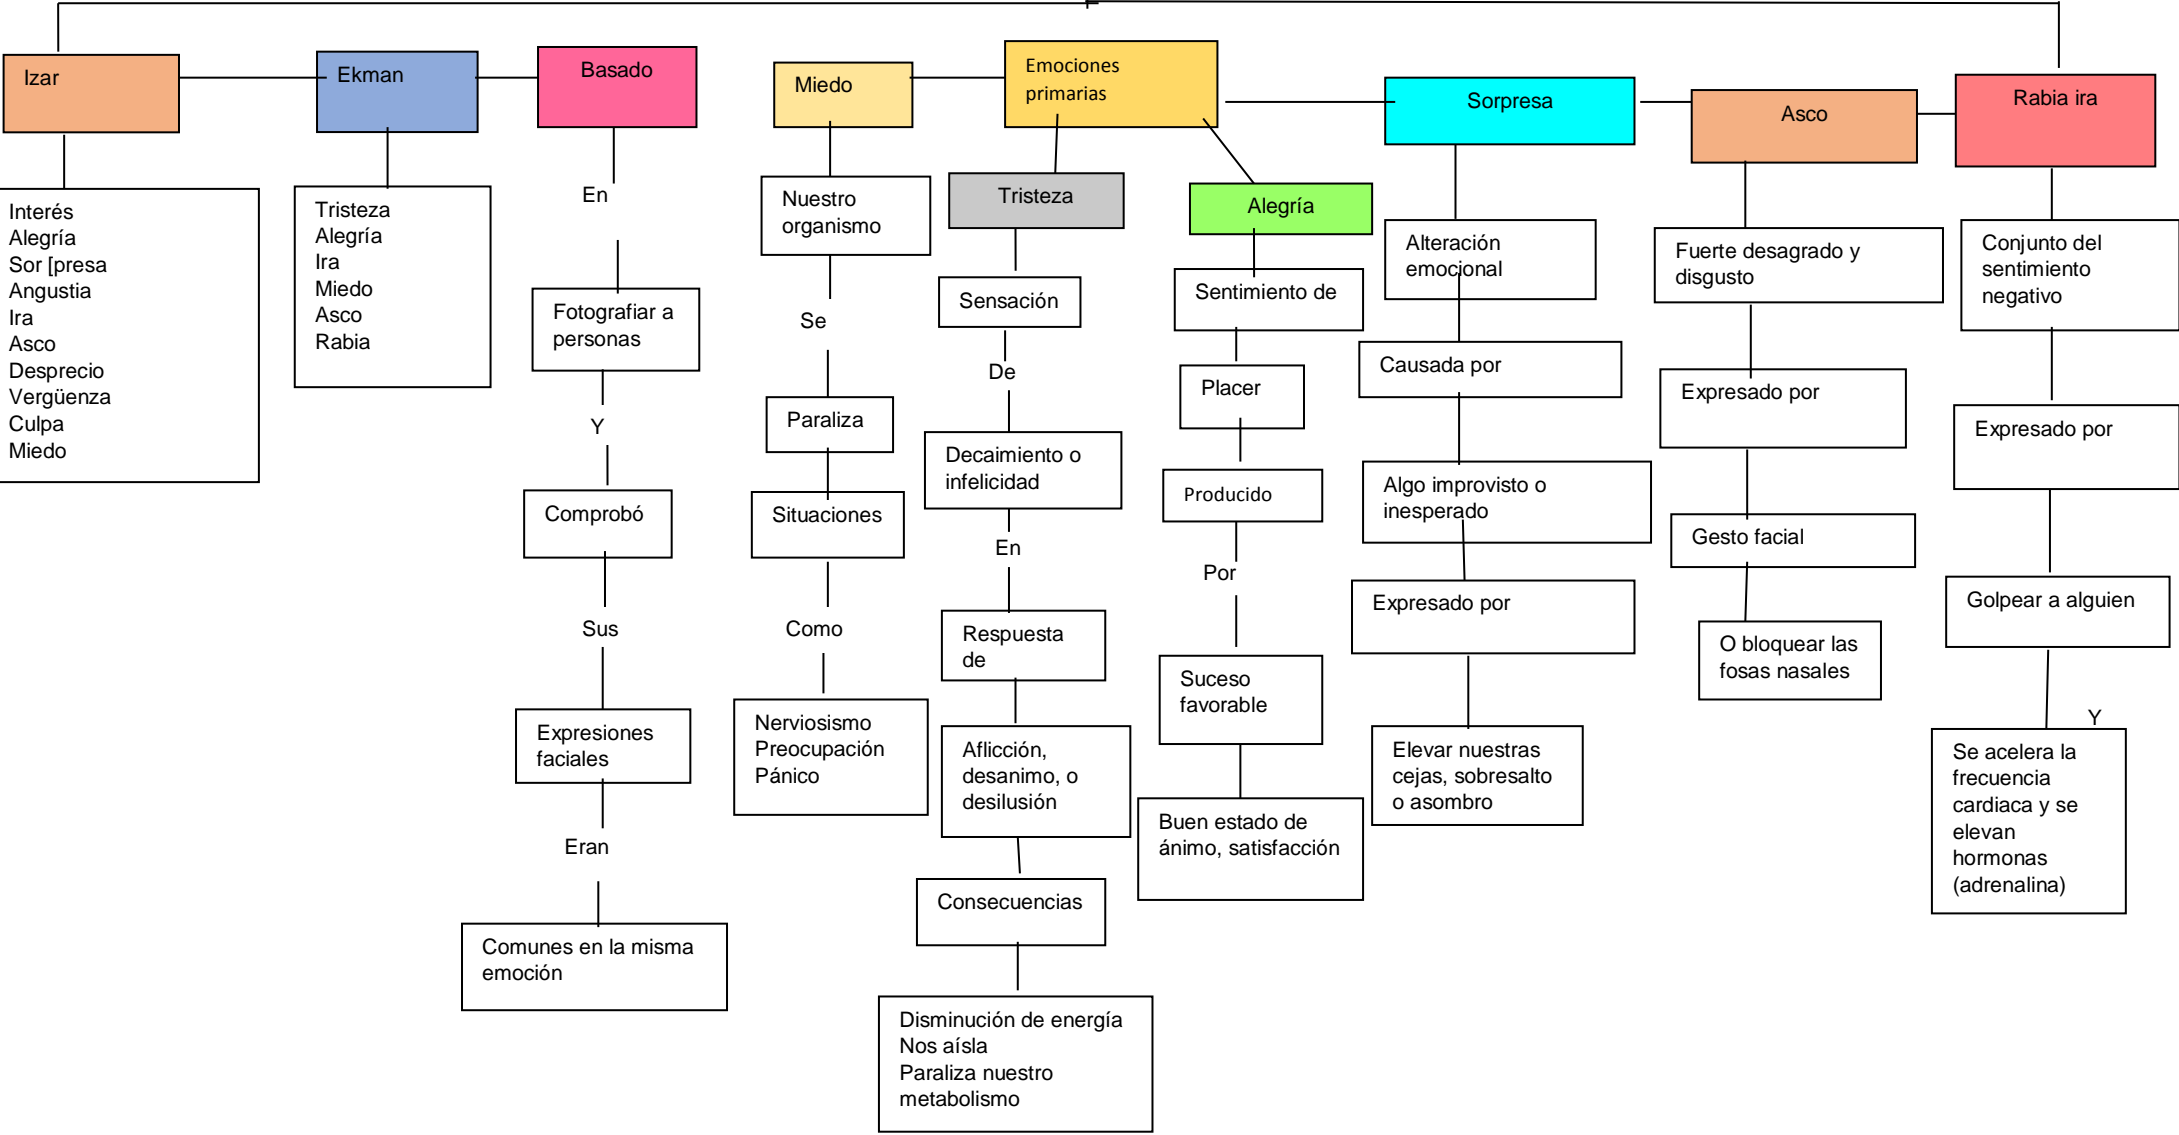 Izar
Interés
Alegría
Sor [presa
Angustia
Ira
Asco
Desprecio
Vergüenza
Culpa
Miedo
Ekman
Tristeza
Alegría
Ira
Miedo
Asco
Rabia
Basado
En
Fotografiar a
personas
Y
Comprobó
Sus
Expresiones
faciales
Eran
Comunes en la misma
emoción
Miedo
Nuestro
organismo
Se
Paraliza
Situaciones
Como
Nerviosismo
Preocupación
Pánico
Emociones
primarias
Tristeza
Sensación
De
Decaimiento o
infelicidad
En
Respuesta
de
Aflicción,
desanimo, o
desilusión
Consecuencias
Disminución de energía
Nos aísla
Paraliza nuestro
metabolismo
Alegría
Sentimiento de
Placer
Producido
Por
Suceso
favorable
Buen estado de
ánimo, satisfacción
Sorpresa
Alteración
emocional
Causada por
Algo improvisto o
inesperado
Expresado por
Elevar nuestras
cejas, sobresalto
o asombro
Asco
Fuerte desagrado y
disgusto
Expresado por
Gesto facial
O bloquear las
fosas nasales
Rabia ira
Conjunto del
sentimiento
negativo
Expresado por
Golpear a alguien
Y
Se acelera la
frecuencia
cardiaca y se
elevan
hormonas
(adrenalina)